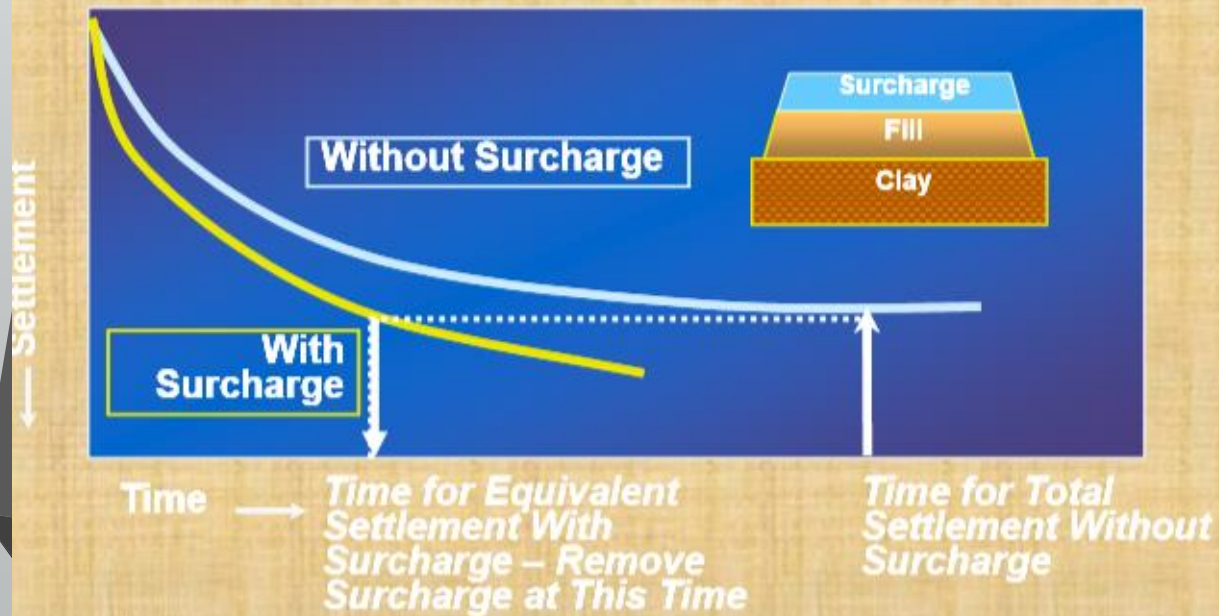 Surcharge
Fill
Clay
Without Surcharge
With
Surcharge
← Settlement
Time →
Time for Equivalent
Settlement With
Surcharge – Remove
Surcharge at This Time
Time for Total
Settlement Without
Surcharge